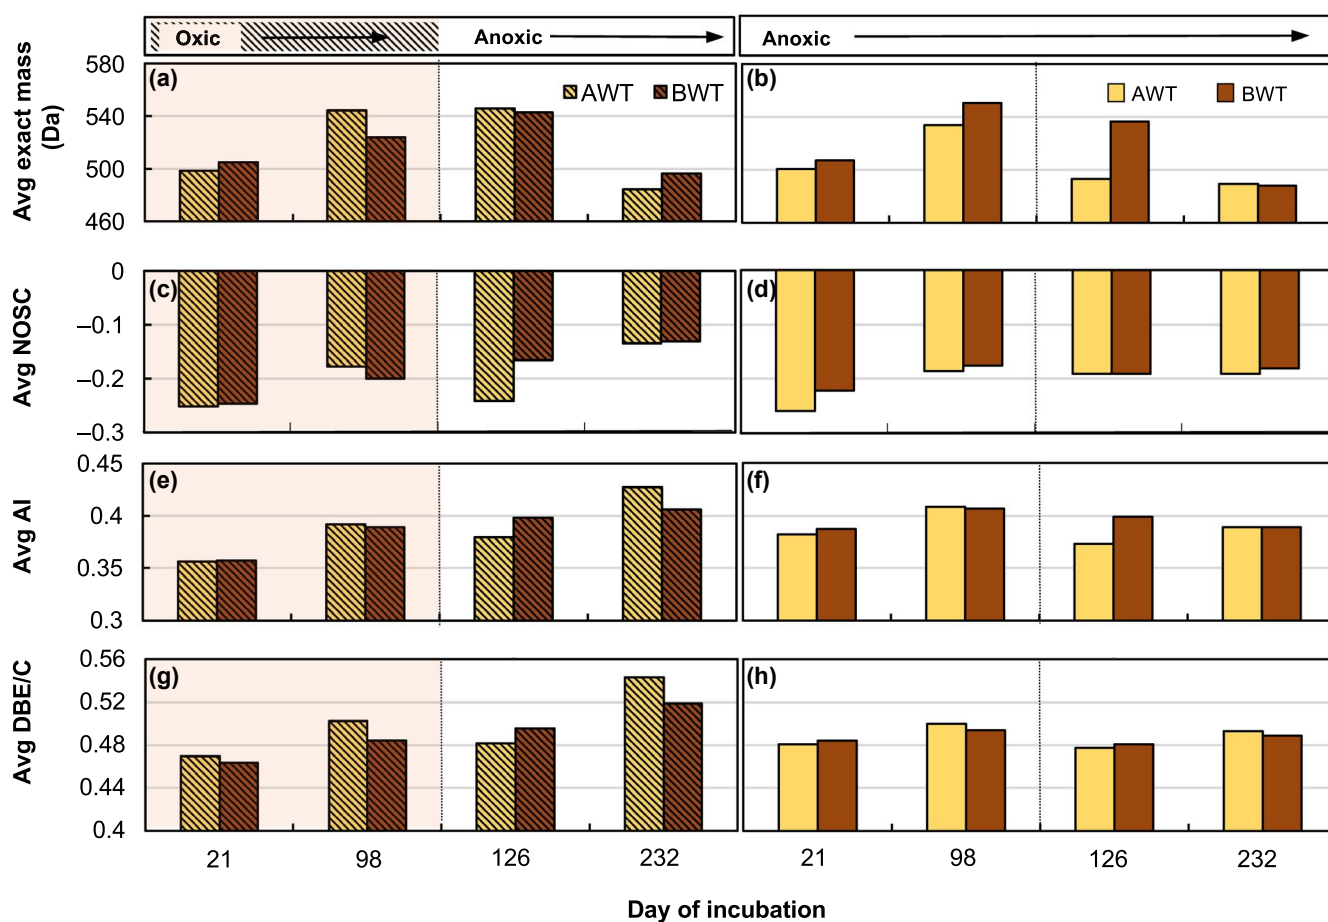 Oxic
Anoxic
Anoxic
Avg exact mass
(Da)
580
540
500
460
(a)
AWT
BWT
(b)
AWT
BWT
Avg NOSC
0
–0.1
–0.2
–0.3
(c)
(d)
Avg AI
0.45
0.4
0.35
0.3
(e)
(f)
Avg DBE/C
0.56
0.52
0.48
0.44
0.4
(g)
(h)
21 98 126 232 21 98 126 232
Day of incubation